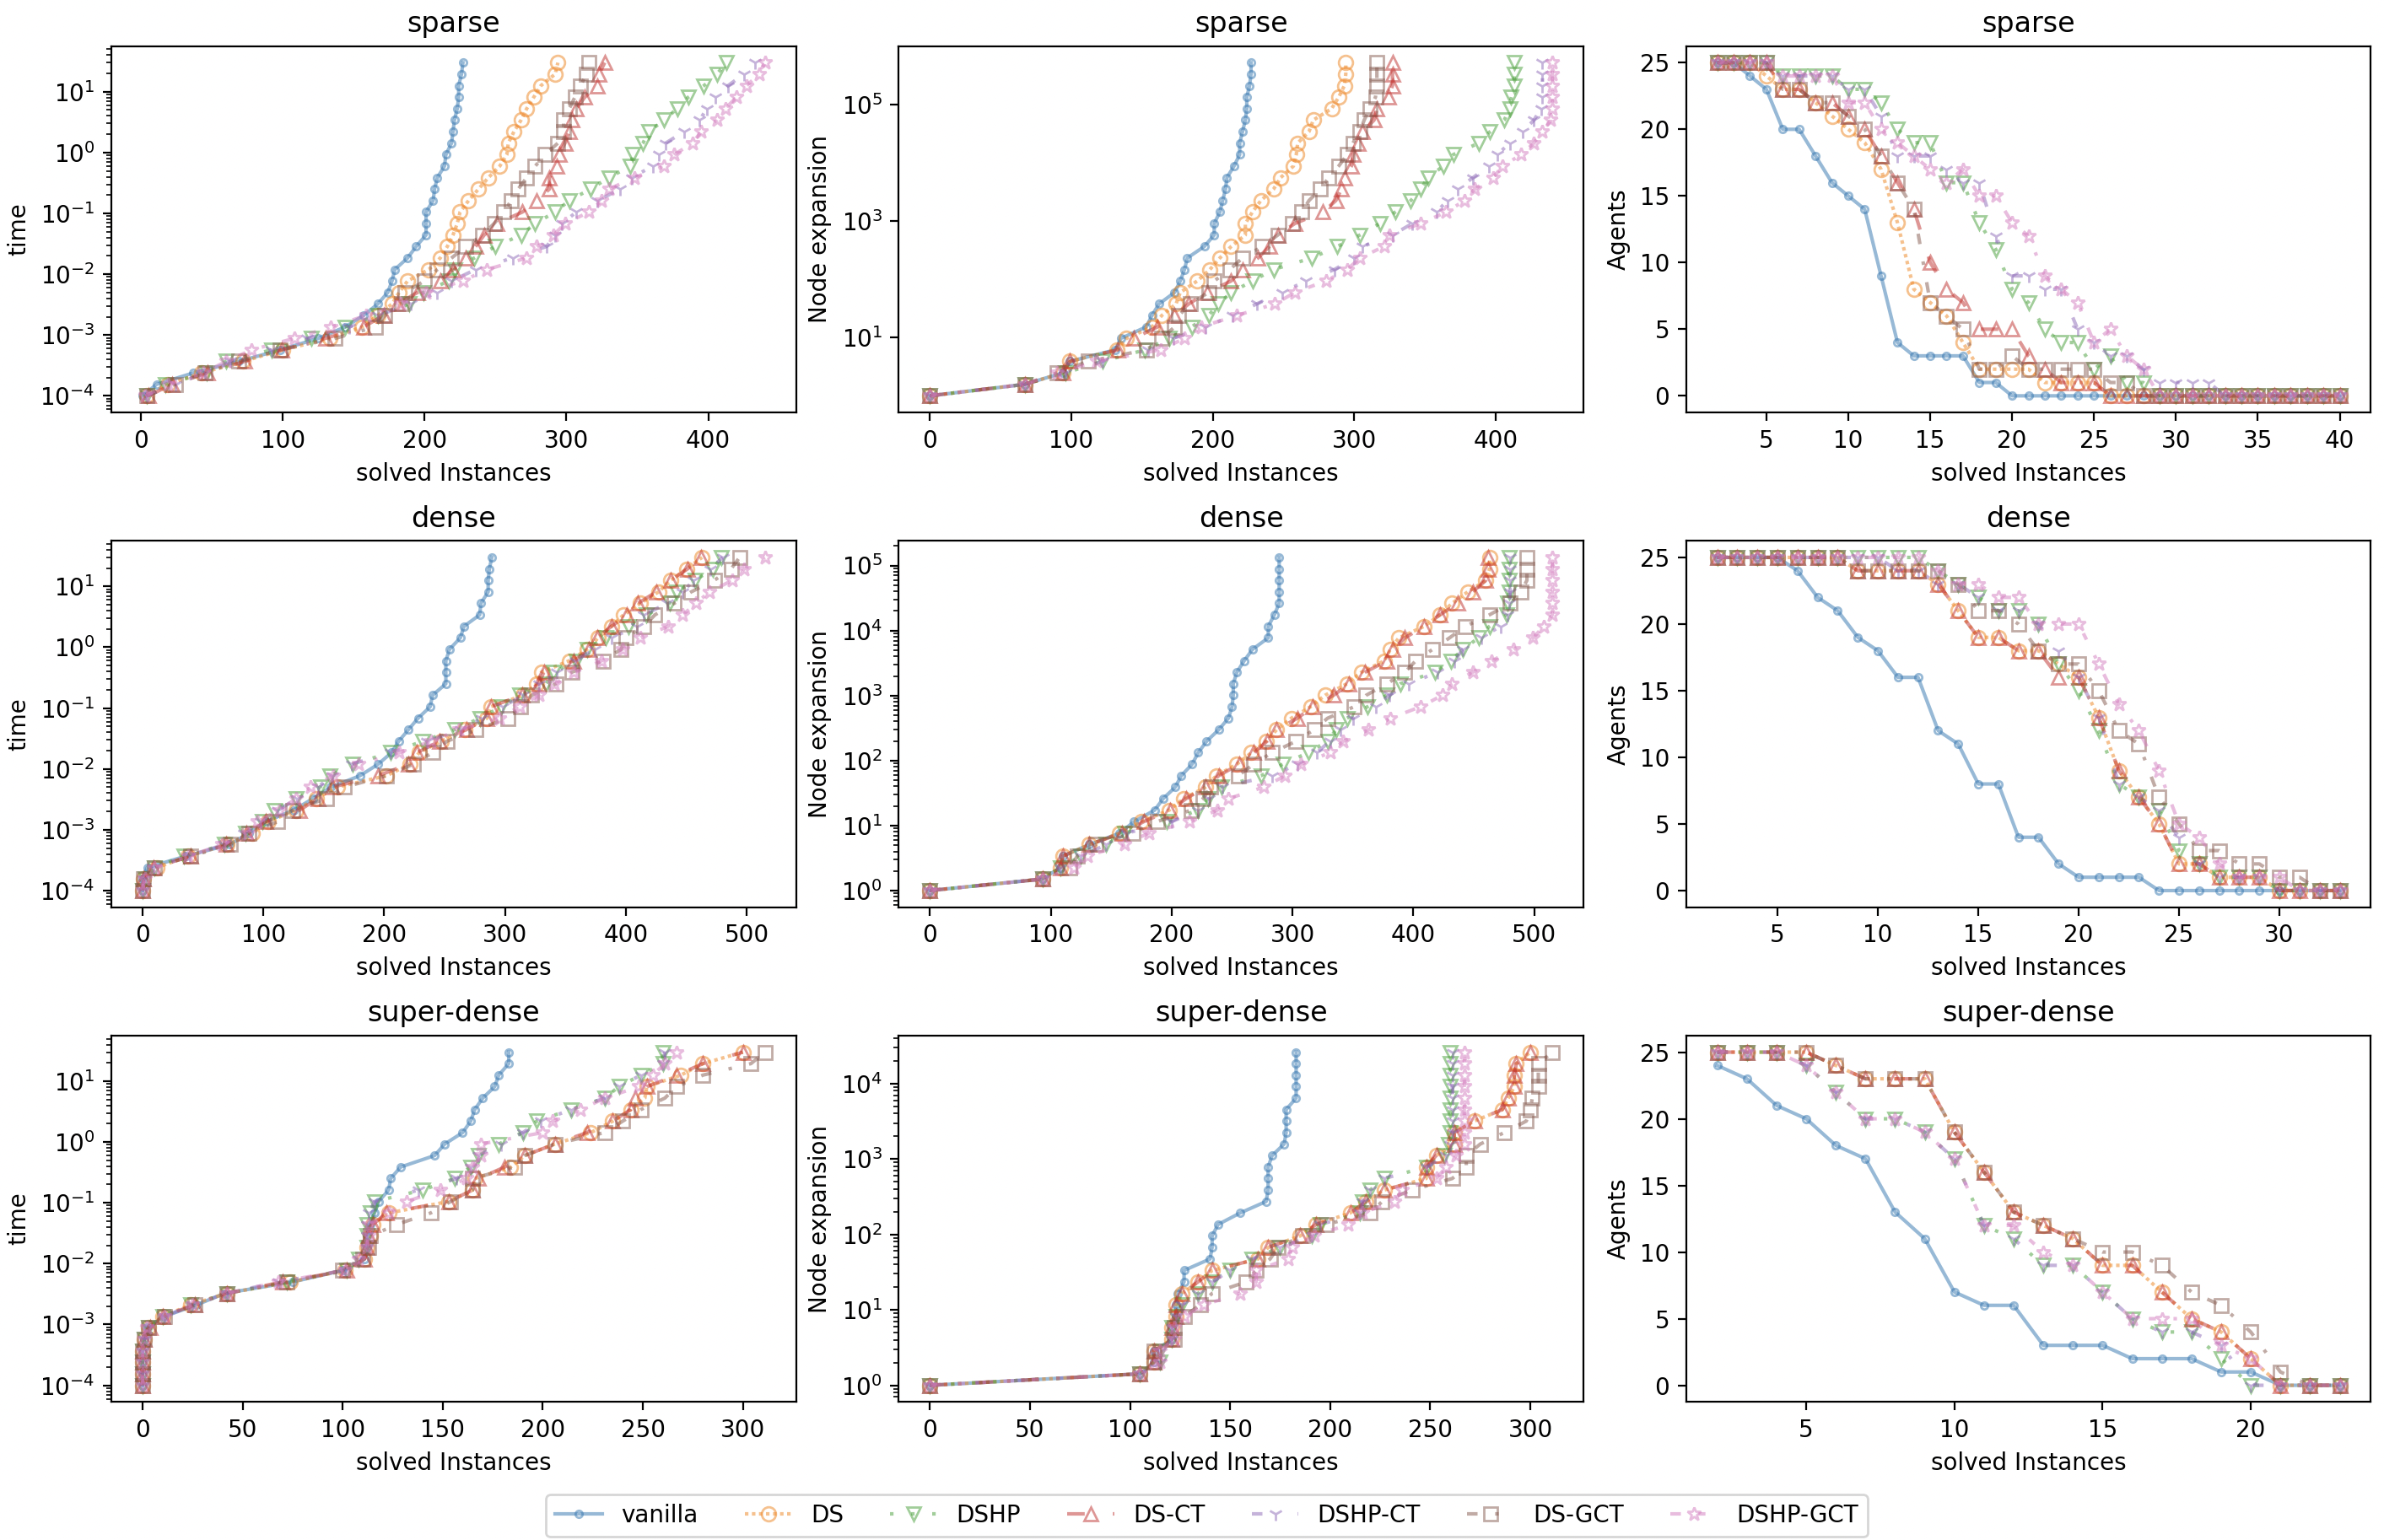 sparse
sparse
sparse
10¹
10⁰
10⁻¹
10⁻²
10⁻³
10⁻⁴
time
0 100 200 300 400
solved Instances
10⁵
10³
10¹
Node expansion
0 100 200 300 400
solved Instances
25
20
15
10
5
0
Agents
5 10 15 20 25 30 35 40
solved Instances
dense
dense
dense
10¹
10⁰
10⁻¹
10⁻²
10⁻³
10⁻⁴
time
0 100 200 300 400 500
solved Instances
10⁵
10⁴
10³
10²
10¹
10⁰
Node expansion
0 100 200 300 400 500
solved Instances
25
20
15
10
5
0
Agents
5 10 15 20 25 30
solved Instances
super-dense
super-dense
super-dense
10¹
10⁰
10⁻¹
10⁻²
10⁻³
10⁻⁴
time
0 50 100 150 200 250 300
solved Instances
10⁴
10³
10²
10¹
10⁰
Node expansion
0 50 100 150 200 250 300
solved Instances
25
20
15
10
5
0
Agents
5 10 15 20
solved Instances
vanilla DS DSHP DS-CT DSHP-CT DS-GCT DSHP-GCT